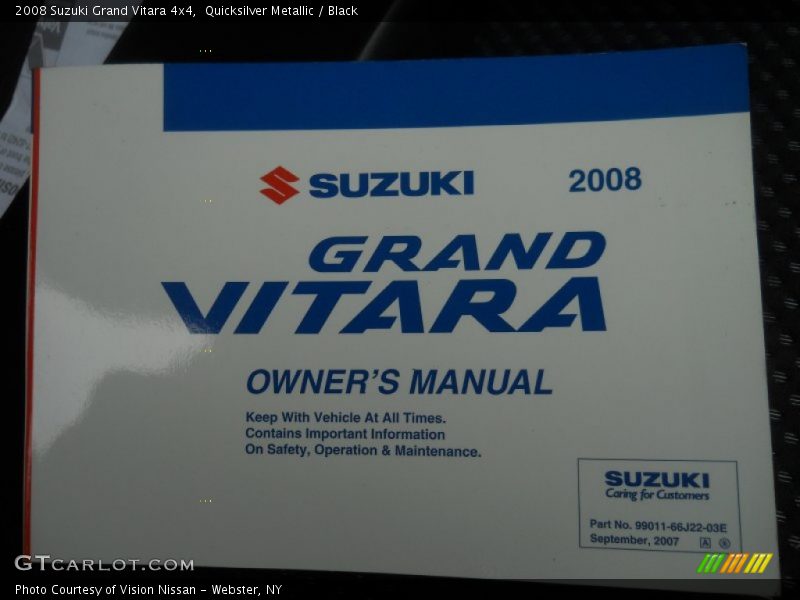 2008 Suzuki Grand Vitara 4x4,  Quicksilver Metallic / Black
SUZUKI
2008
GRAND
VITARA
OWNER'S MANUAL
Keep With Vehicle At All Times.
Contains Important Information
On Safety, Operation & Maintenance.
SUZUKI
Caring for Customers
Part No. 99011-66J22-03E
September, 2007
A
GTCARLOT.COM
Photo Courtesy of Vision Nissan - Webster, NY